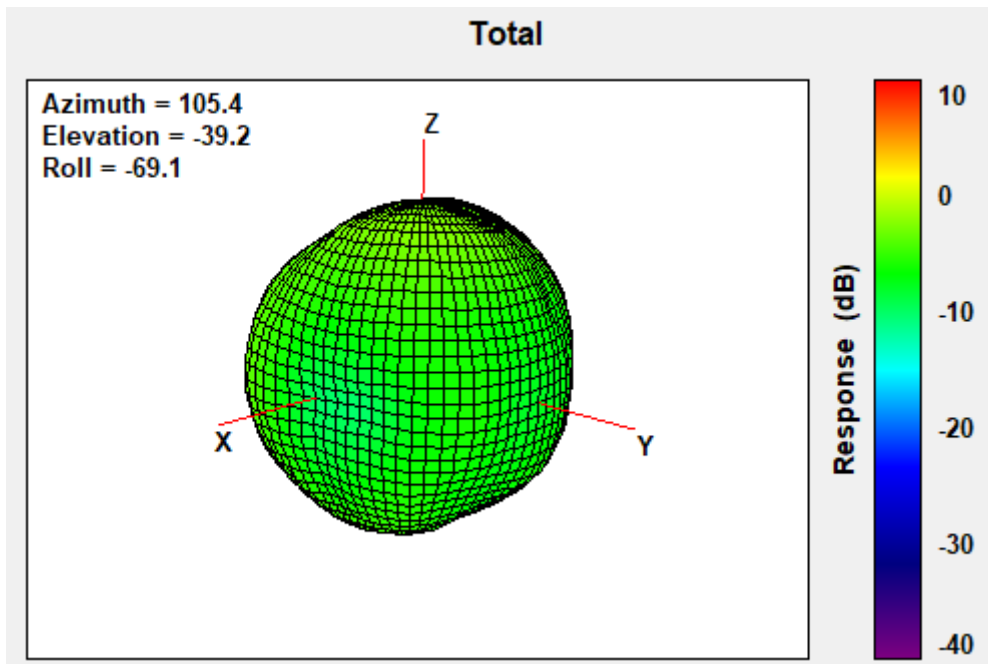 Total
Azimuth = 105.4
Elevation = -39.2
Roll = -69.1
Z
X
Y
10
0
-10
-20
-30
-40
Response (dB)